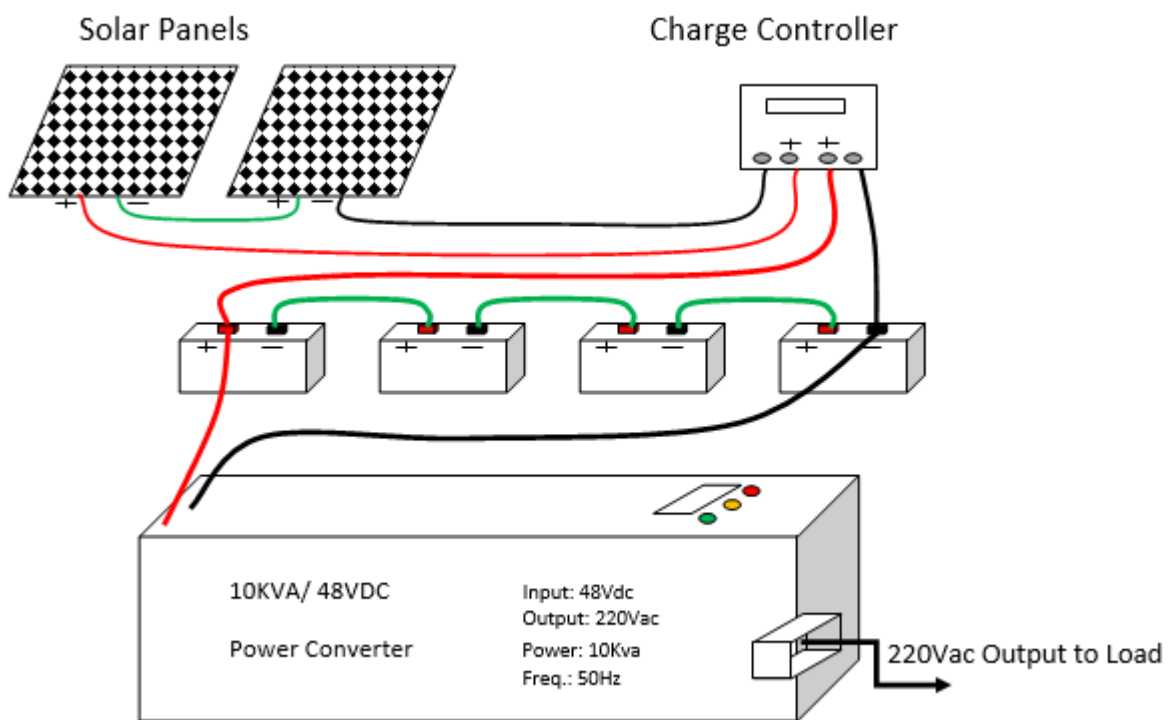 Solar Panels
Charge Controller
+ +
+ − + −
+ − + − + − + −
10KVA/ 48VDC
Power Converter
Input: 48Vdc
Output: 220Vac
Power: 10Kva
Freq.: 50Hz
220Vac Output to Load